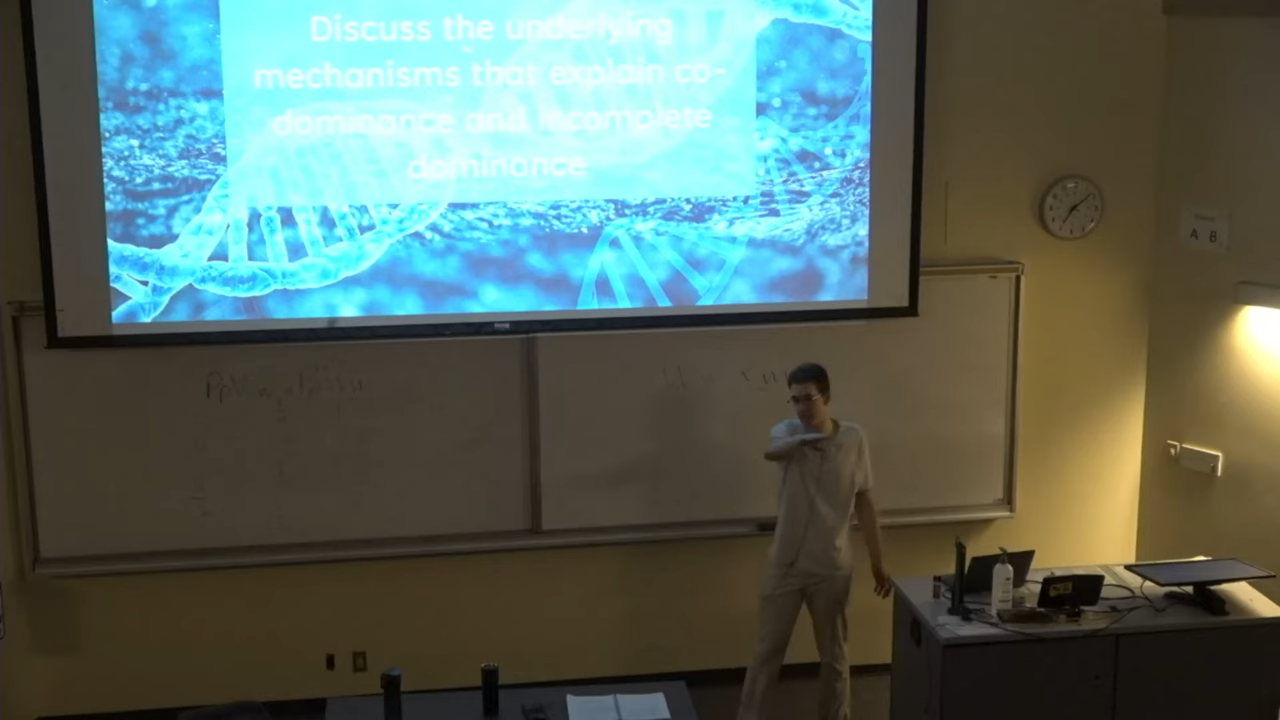 Discuss the underlying
mechanisms that explain co-
dominance and incomplete
dominance
A B